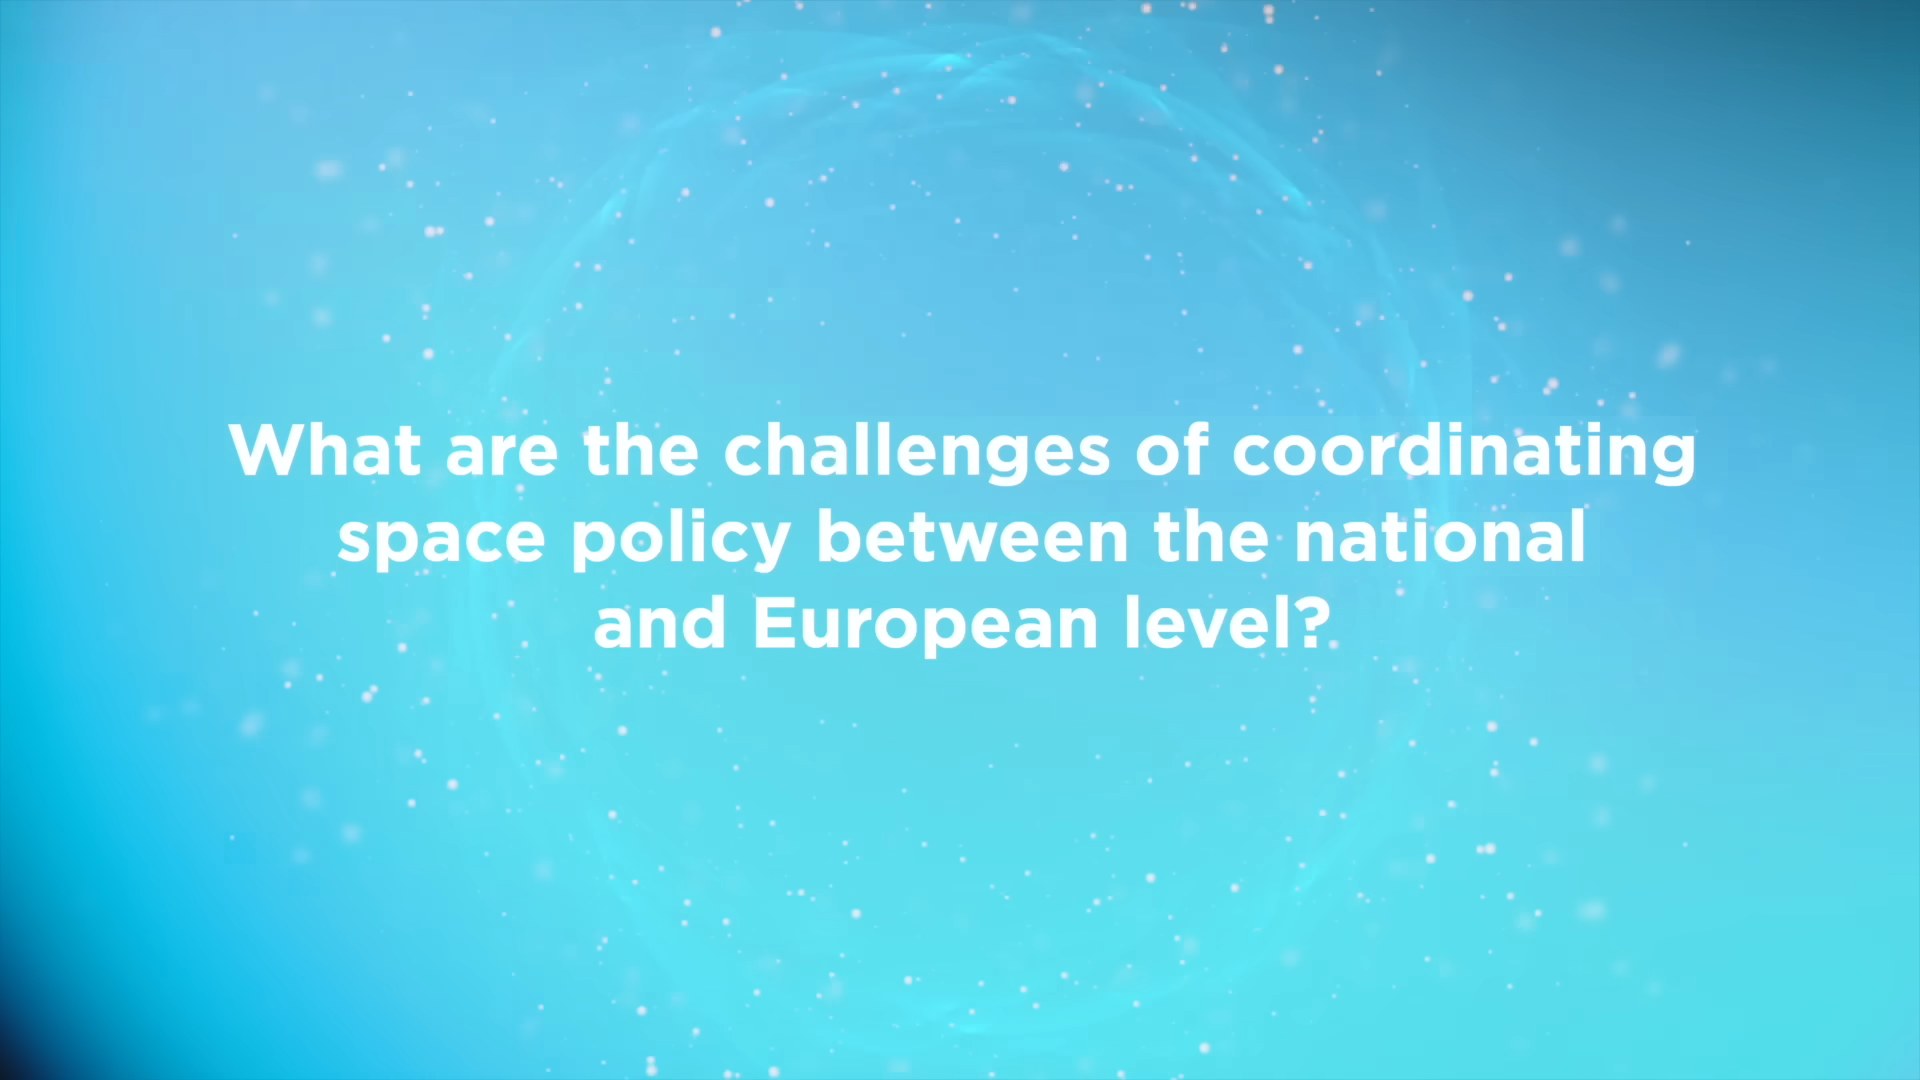 What are the challenges of coordinating
space policy between the national
and European level?